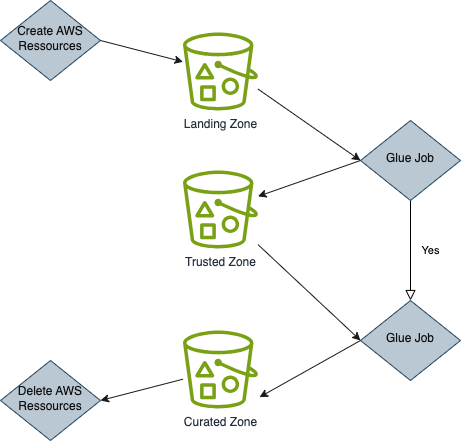 Create AWS
Ressources
Landing Zone
Glue Job
Trusted Zone
Yes
Glue Job
Delete AWS
Ressources
Curated Zone